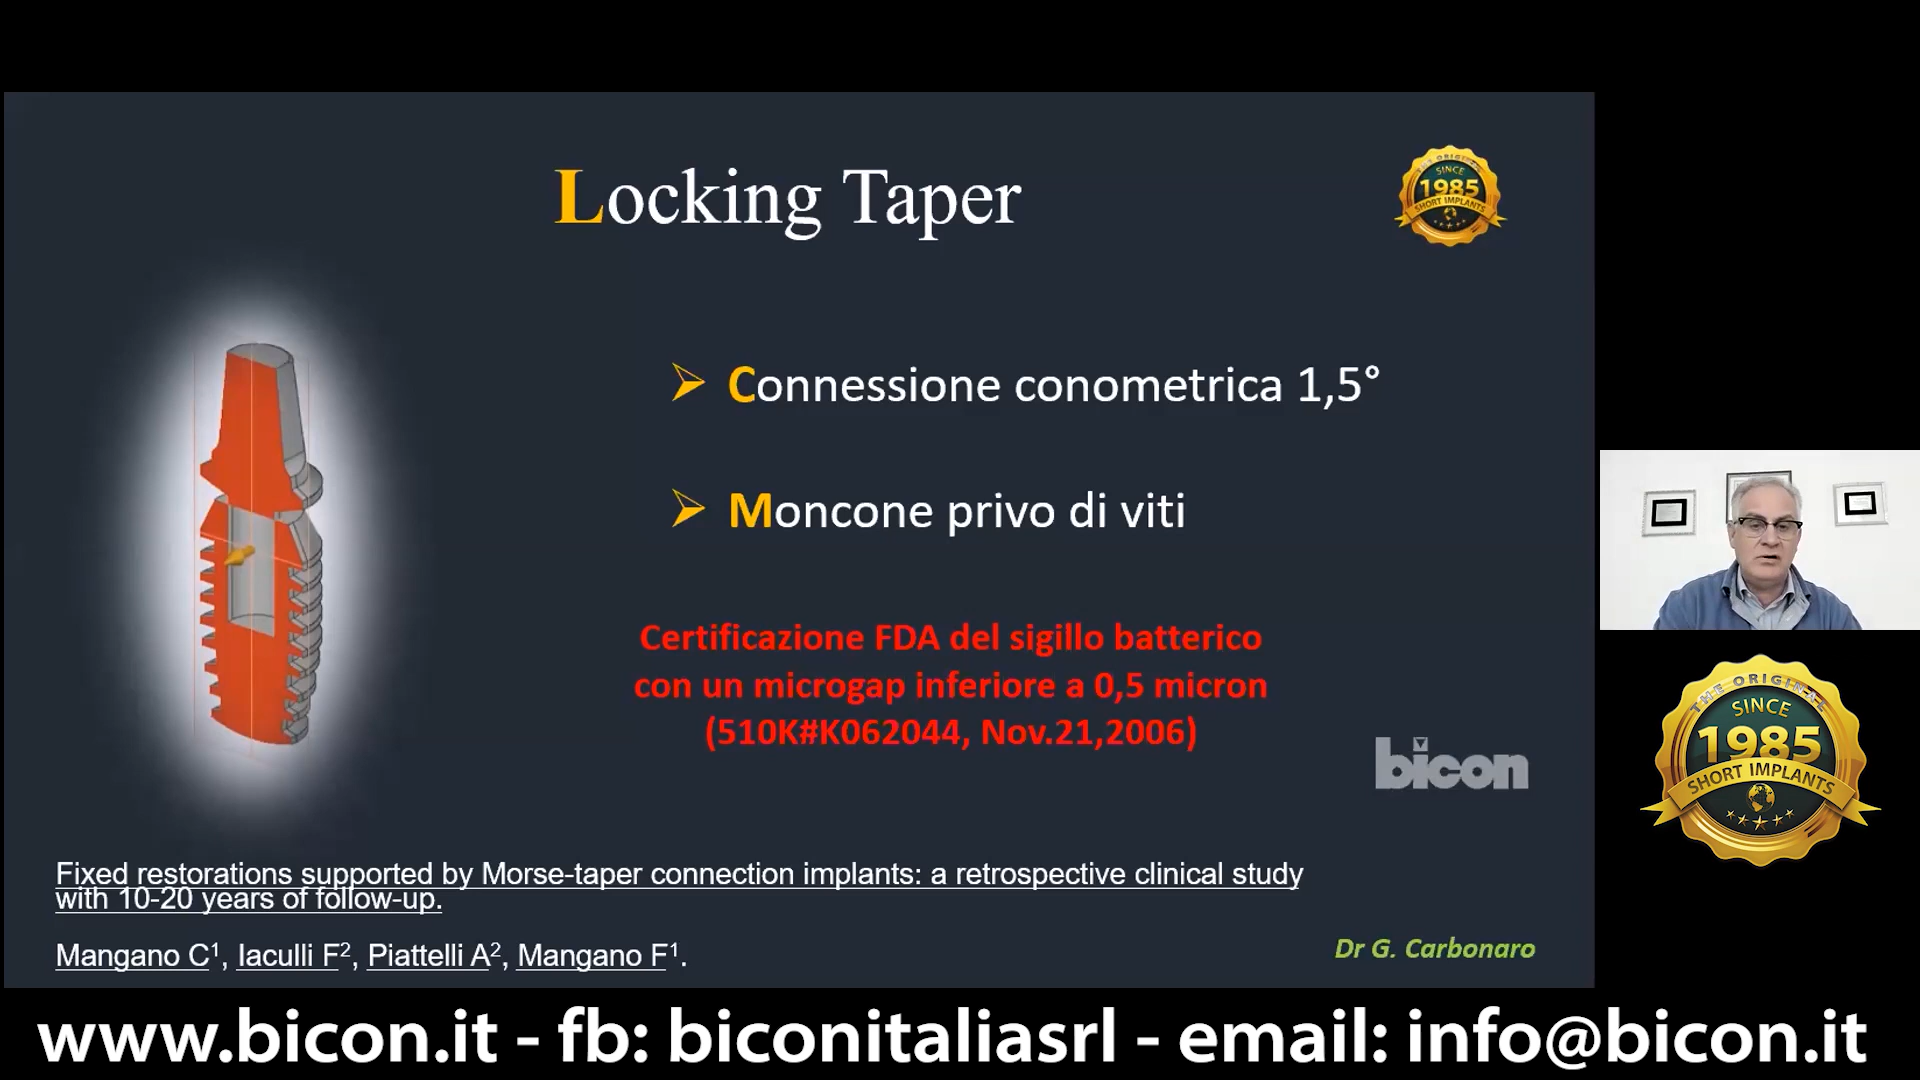 Locking Taper
THE ORIGINAL
SINCE
1985
SHORT IMPLANTS
Connessione conometrica 1,5°
Moncone privo di viti
Certificazione FDA del sigillo batterico
con un microgap inferiore a 0,5 micron
(510K#K062044, Nov.21,2006)
bicon
Fixed restorations supported by Morse-taper connection implants: a retrospective clinical study
with 10-20 years of follow-up.
Mangano C1, Iaculli F2, Piattelli A2, Mangano F1.
Dr G. Carbonaro
THE ORIGINAL
SINCE
1985
SHORT IMPLANTS
www.bicon.it - fb: biconitaliasrl - email: info@bicon.it